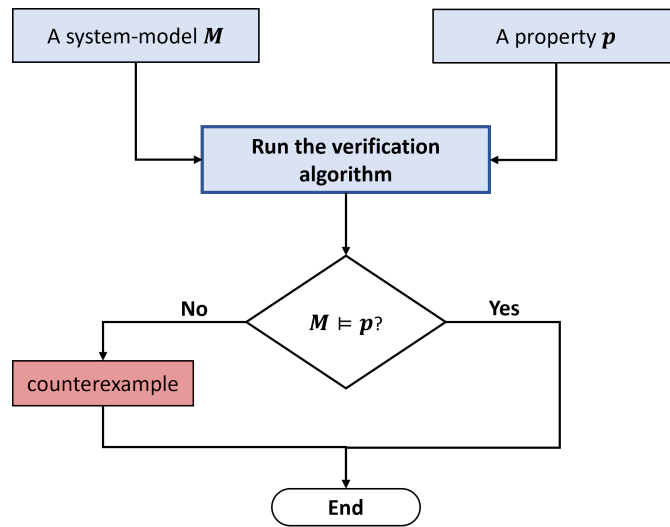 A system-model M
A property p
Run the verification
algorithm
No
Yes
M ⊨ p?
counterexample
End